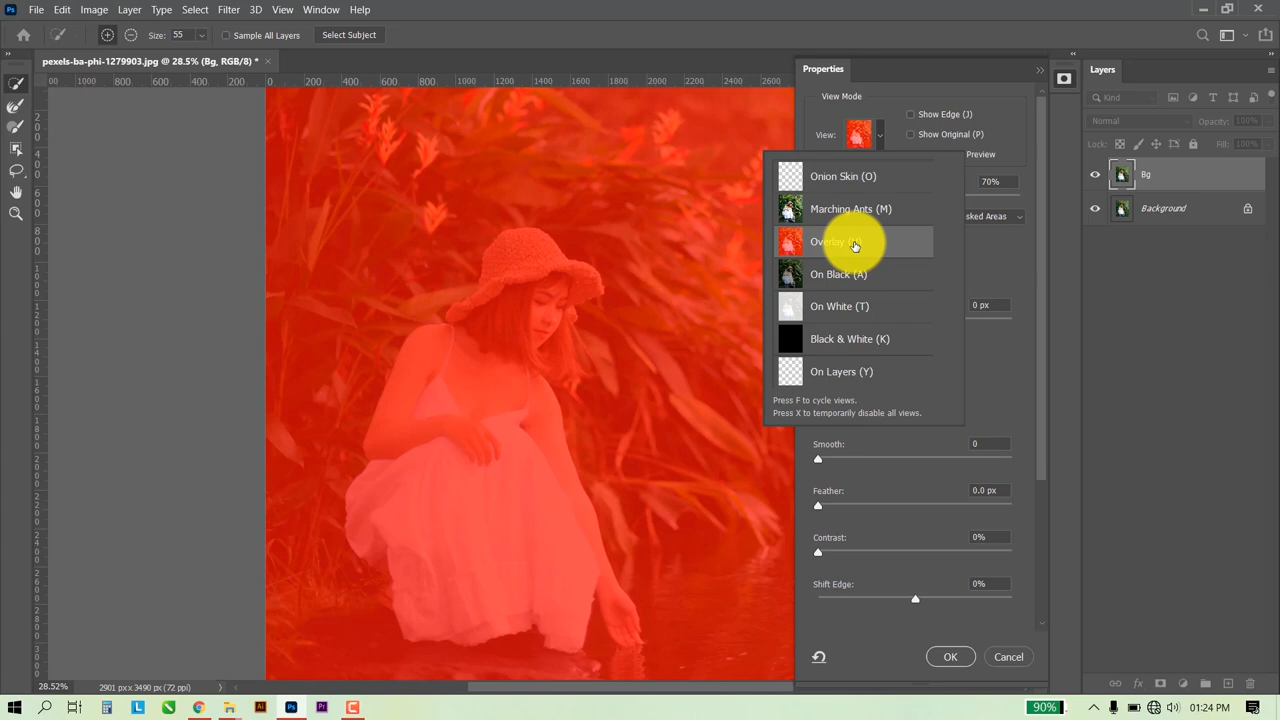 Ps File Edit Image Layer Type Select Filter 3D View Window Help
Size: 55 Sample All Layers Select Subject
pexels-ba-phi-1279903.jpg @ 28.5% (Bg, RGB/8) *
00 1000 800 600 400 200 0 200 400 600 800 1000 1200 1400 1600 1800 2000 2200 2400 2600
Properties
View Mode
View:
Show Edge (J)
Show Original (P)
Preview
70%
sked Areas
Onion Skin (O)
Marching Ants (M)
Overlay
On Black (A)
On White (T)
Black & White (K)
On Layers (Y)
Press F to cycle views.
Press X to temporarily disable all views.
0 px
Smooth: 0
Feather: 0.0 px
Contrast: 0%
Shift Edge: 0%
OK Cancel
Layers
Kind
Normal Opacity: 100%
Lock: Fill: 100%
Bg
Background
28.52% 2901 px x 3490 px (72 ppi)
Ai Ps Pr
90% 01:24 PM